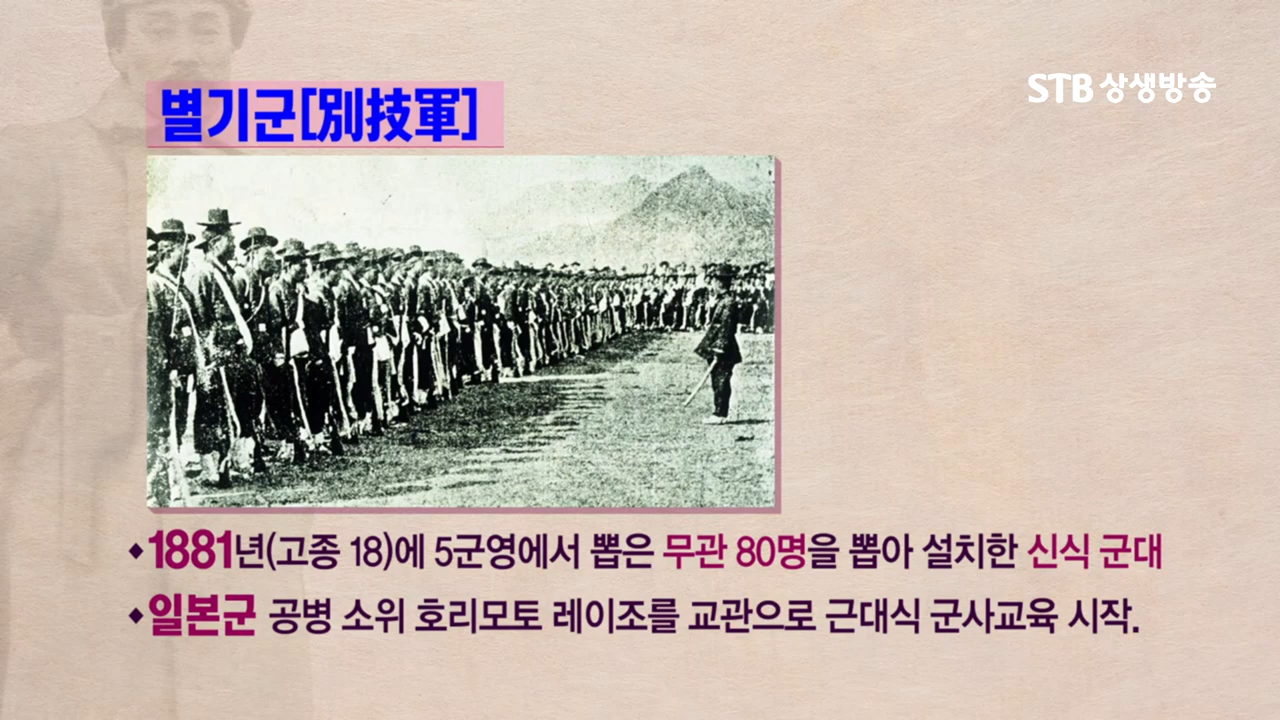 STB 상생방송
별기군[別技軍]
◆1881년(고종 18)에 5군영에서 뽑은 무관 80명을 뽑아 설치한 신식 군대
◆일본군 공병 소위 호리모토 레이조를 교관으로 근대식 군사교육 시작.